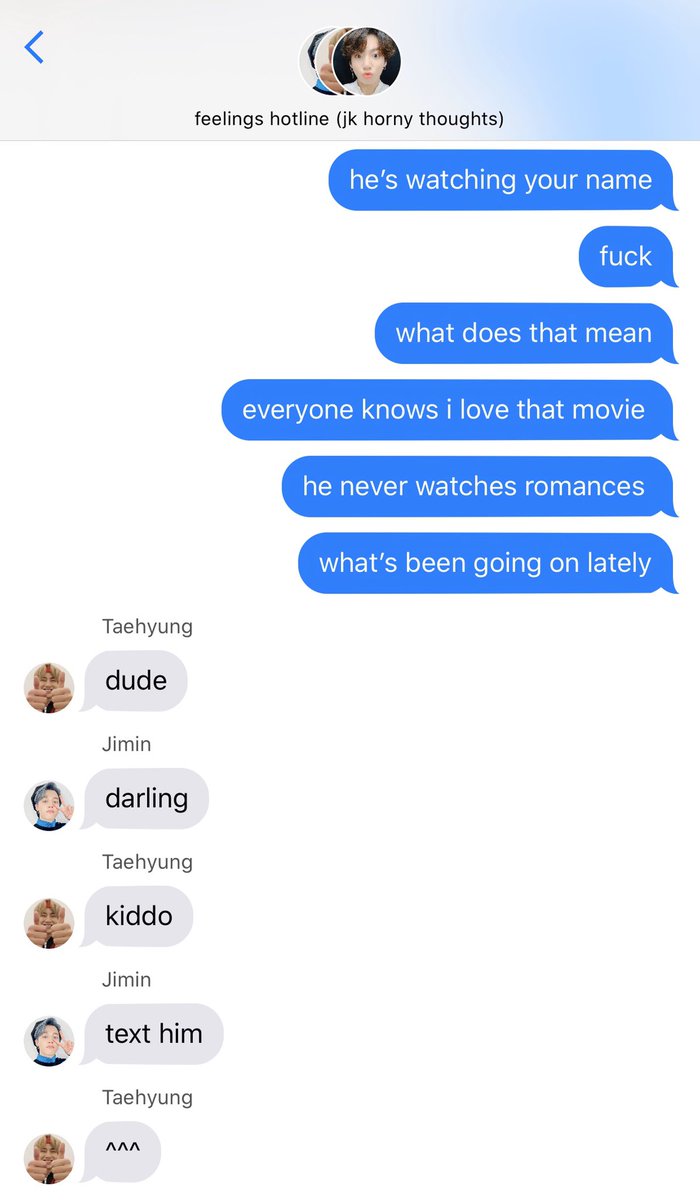 feelings hotline (jk horny thoughts)
he’s watching your name
fuck
what does that mean
everyone knows i love that movie
he never watches romances
what’s been going on lately
Taehyung
dude
Jimin
darling
Taehyung
kiddo
Jimin
text him
Taehyung
^^^